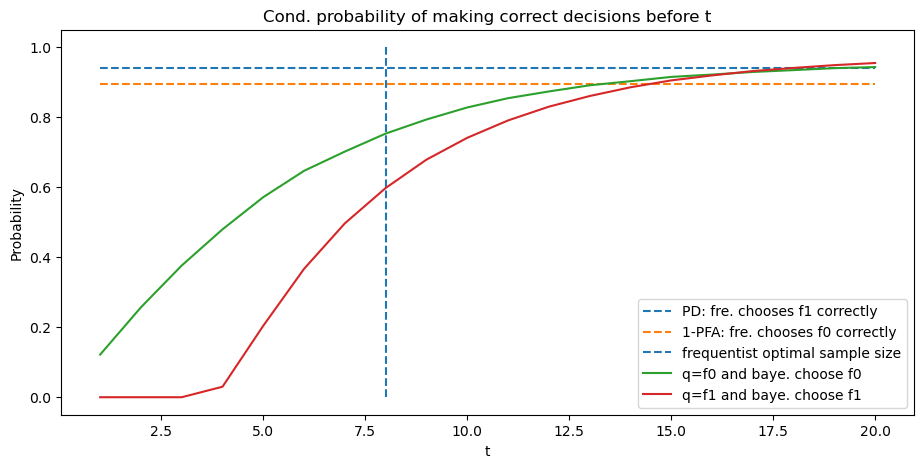 Cond. probability of making correct decisions before t
Probability
1.0
0.8
0.6
0.4
0.2
0.0
PD: fre. chooses f1 correctly
1-PFA: fre. chooses f0 correctly
frequentist optimal sample size
q=f0 and baye. choose f0
q=f1 and baye. choose f1
2.5 5.0 7.5 10.0 12.5 15.0 17.5 20.0
t